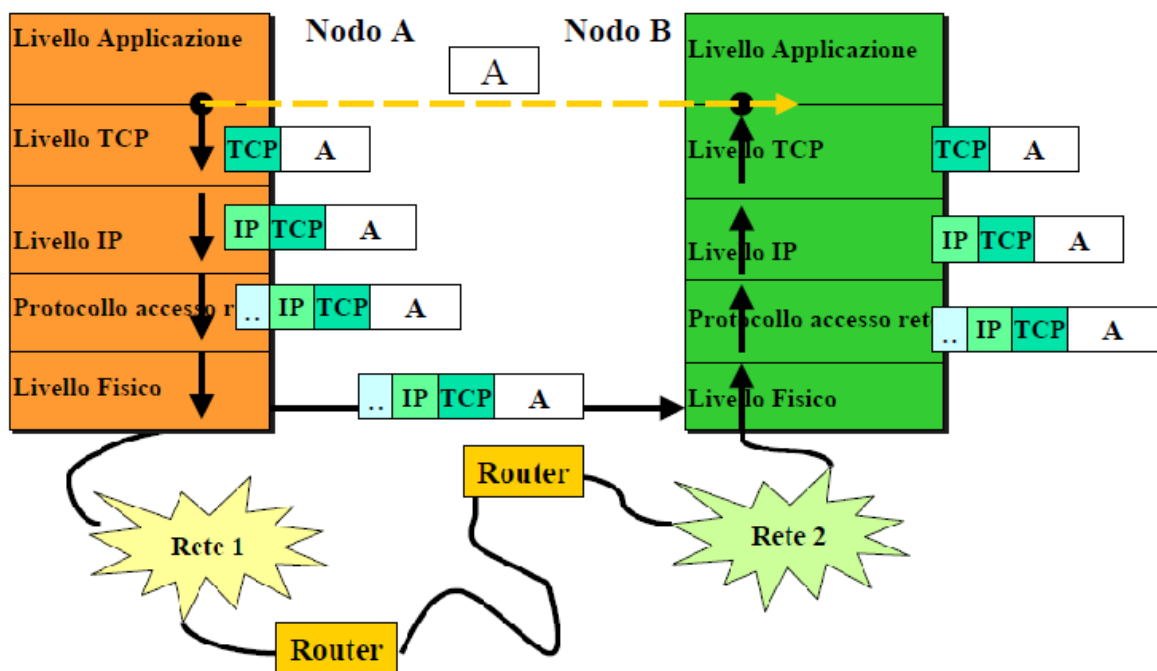 Livello Applicazione
Nodo A
Nodo B
Livello Applicazione
A
Livello TCP
TCP A
Livello TCP
TCP A
Livello IP
IP TCP A
Livello IP
IP TCP A
Protocollo accesso r
.. IP TCP A
Protocollo accesso rete
.. IP TCP A
Livello Fisico
.. IP TCP A
Livello Fisico
Router
Rete 1
Rete 2
Router